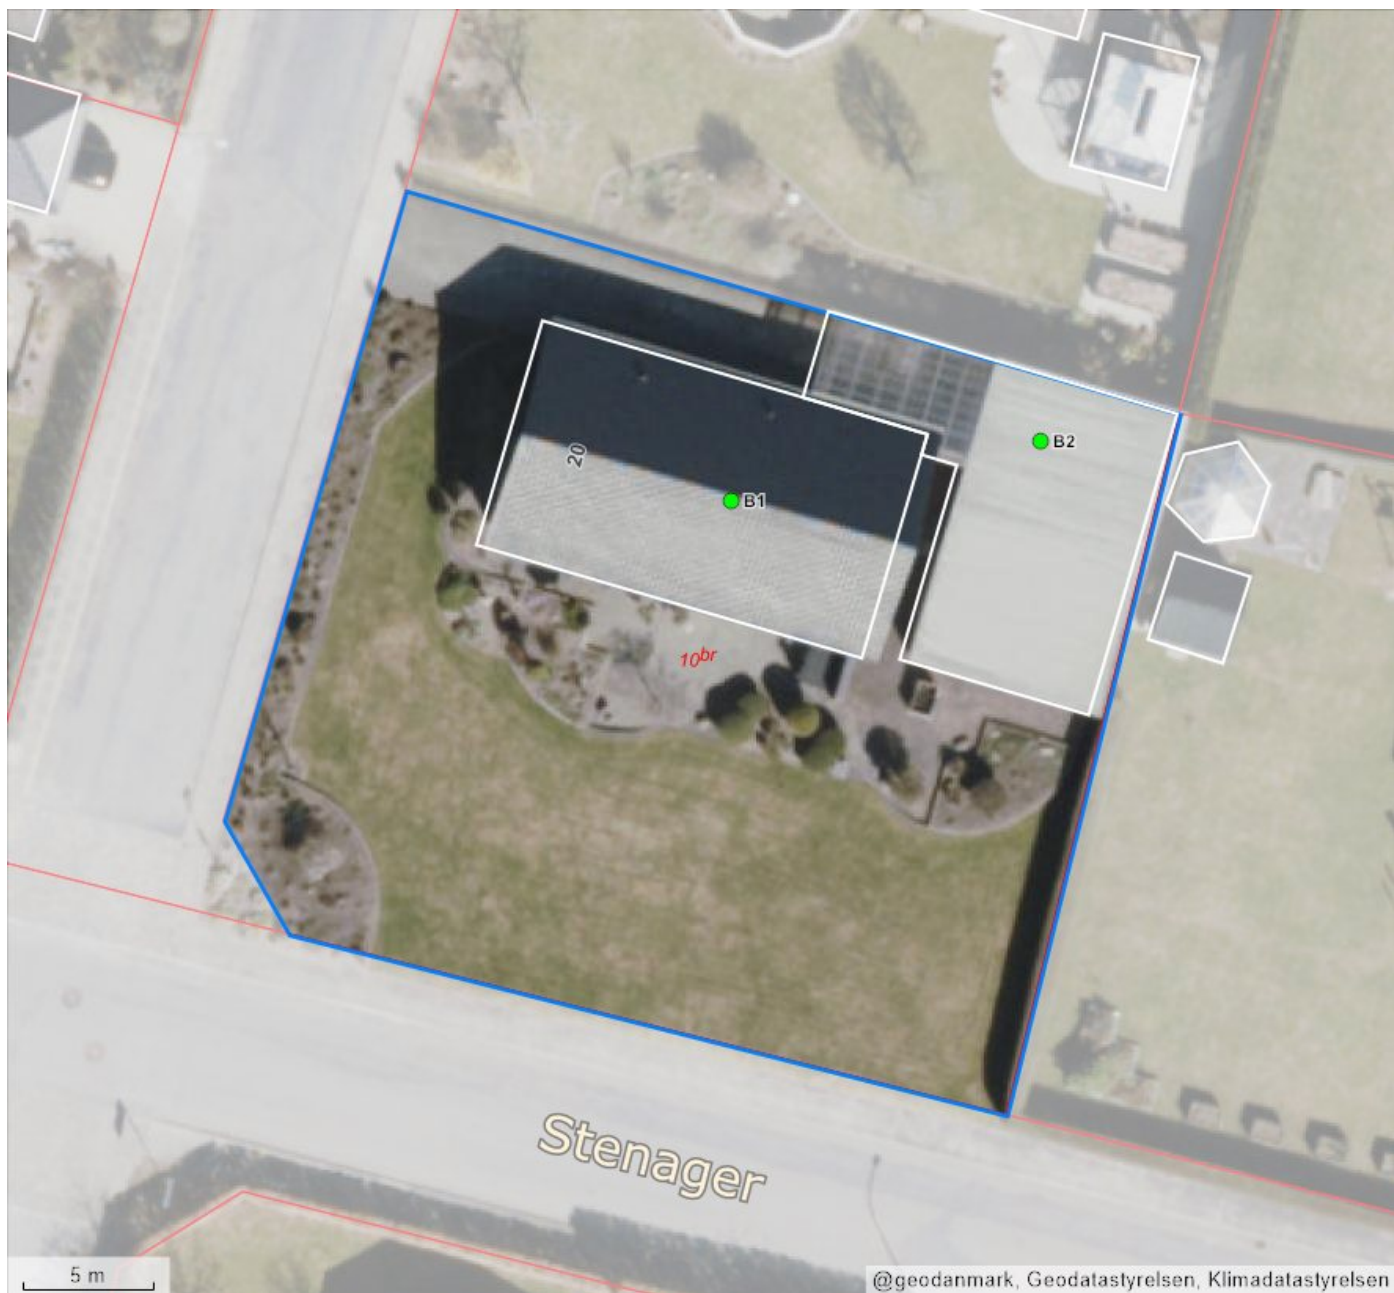 B2
20
B1
10br
Stenager
5 m
@geodanmark, Geodatastyrelsen, Klimadatastyrelsen